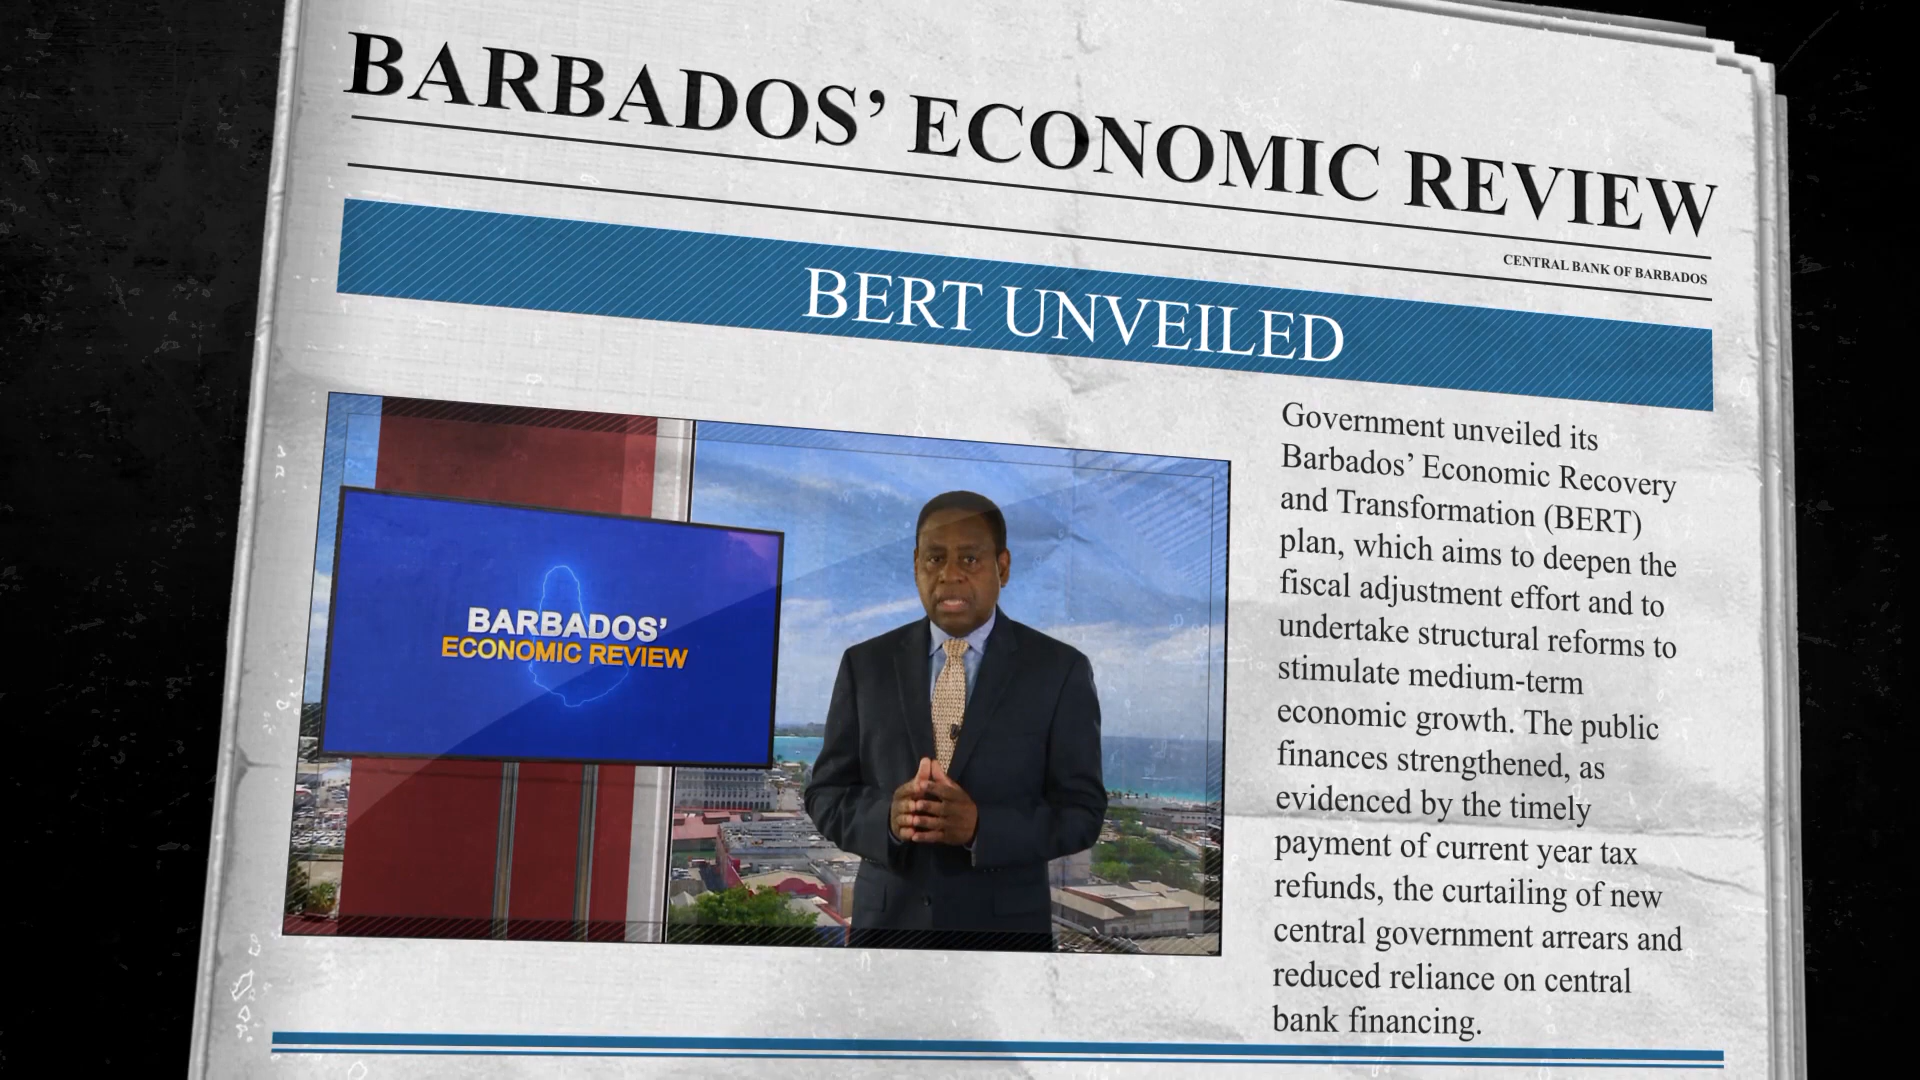 BARBADOS’ ECONOMIC REVIEW
CENTRAL BANK OF BARBADOS
BERT UNVEILED
BARBADOS’
ECONOMIC REVIEW
Government unveiled its
Barbados’ Economic Recovery
and Transformation (BERT)
plan, which aims to deepen the
fiscal adjustment effort and to
undertake structural reforms to
stimulate medium-term
economic growth. The public
finances strengthened, as
evidenced by the timely
payment of current year tax
refunds, the curtailing of new
central government arrears and
reduced reliance on central
bank financing.